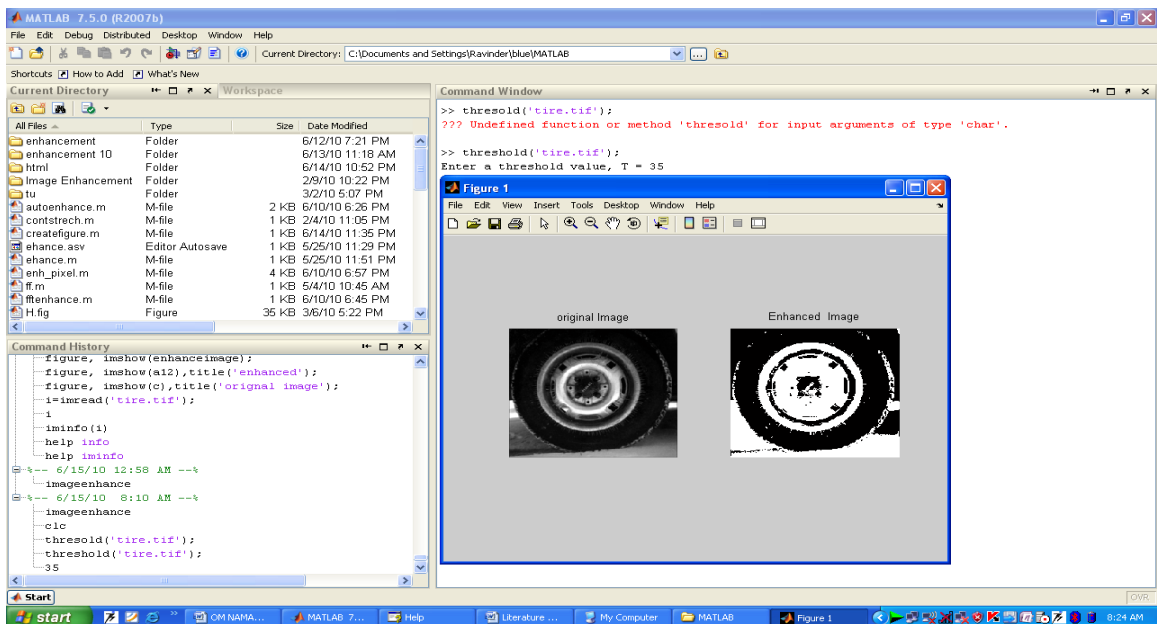 MATLAB 7.5.0 (R2007b)
File Edit Debug Distributed Desktop Window Help
Current Directory: C:\Documents and Settings\Ravinder\blue\MATLAB
Shortcuts How to Add What's New
Current Directory Workspace
All Files Type Size Date Modified
enhancement Folder 6/12/10 7:21 PM
enhancement 10 Folder 6/13/10 11:18 AM
html Folder 6/14/10 10:52 PM
Image Enhancement Folder 2/9/10 10:22 PM
tu Folder 3/2/10 5:07 PM
autoenhance.m M-file 2 KB 6/10/10 6:26 PM
contstrech.m M-file 1 KB 2/4/10 11:05 PM
createfigure.m M-file 1 KB 6/14/10 11:35 PM
ehance.asv Editor Autosave 1 KB 5/25/10 11:29 PM
ehance.m M-file 1 KB 5/25/10 11:51 PM
enh_pixel.m M-file 4 KB 6/10/10 6:57 PM
ff.m M-file 1 KB 5/4/10 10:45 AM
fftenhance.m M-file 1 KB 6/10/10 6:45 PM
H.fig Figure 35 KB 3/6/10 5:22 PM
Command History
figure, imshow(enhanceimage);
figure, imshow(a12),title('enhanced');
figure, imshow(c),title('orignal image');
i=imread('tire.tif');
i
iminfo(i)
help info
help iminfo
%-- 6/15/10 12:58 AM --%
imageenhance
%-- 6/15/10 8:10 AM --%
imageenhance
clc
thresold('tire.tif');
threshold('tire.tif');
35
Command Window
>> thresold('tire.tif');
??? Undefined function or method 'thresold' for input arguments of type 'char'.
>> threshold('tire.tif');
Enter a threshold value, T = 35
Figure 1
File Edit View Insert Tools Desktop Window Help
original Image
Enhanced Image
Start
OVR
start OM NAMA... MATLAB 7... Help Literature ... My Computer MATLAB Figure 1 8:24 AM